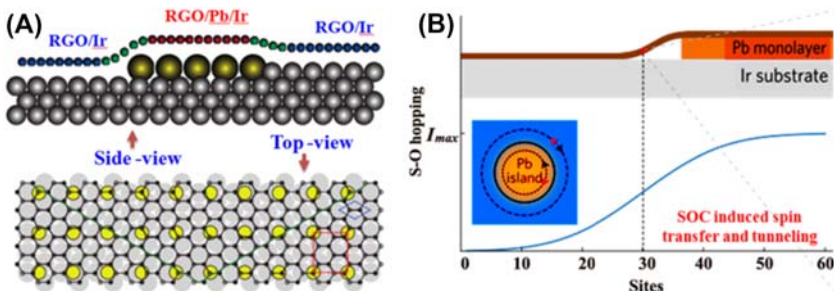 (A)
RGO/Pb/Ir
RGO/Ir
RGO/Ir
Side -view
Top -view
(B)
Pb monolayer
Ir substrate
S-O hopping
Imax
Pb
island
SOC induced spin
transfer and tunneling
0 10 20 30 40 50 60
Sites